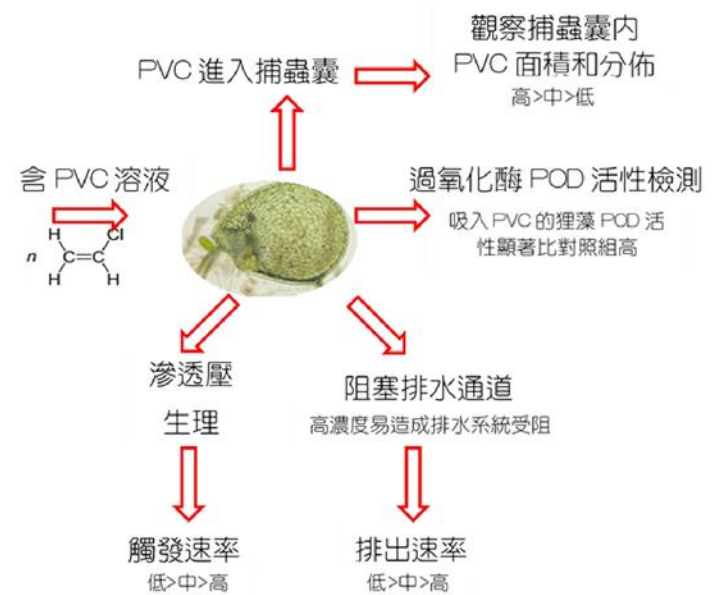 觀察捕蟲囊内
PVC 進入捕蟲囊
PVC 面積和分佈
高>中>低
含 PVC 溶液
過氧化酶 POD 活性檢測
吸入 PVC 的狸藻 POD 活
性顯著比對照組高
H
Cl
n
H
H
滲透壓
生理
阻塞排水通道
高濃度易造成排水系統受阻
觸發速率
低>中>高
排出速率
低>中>高